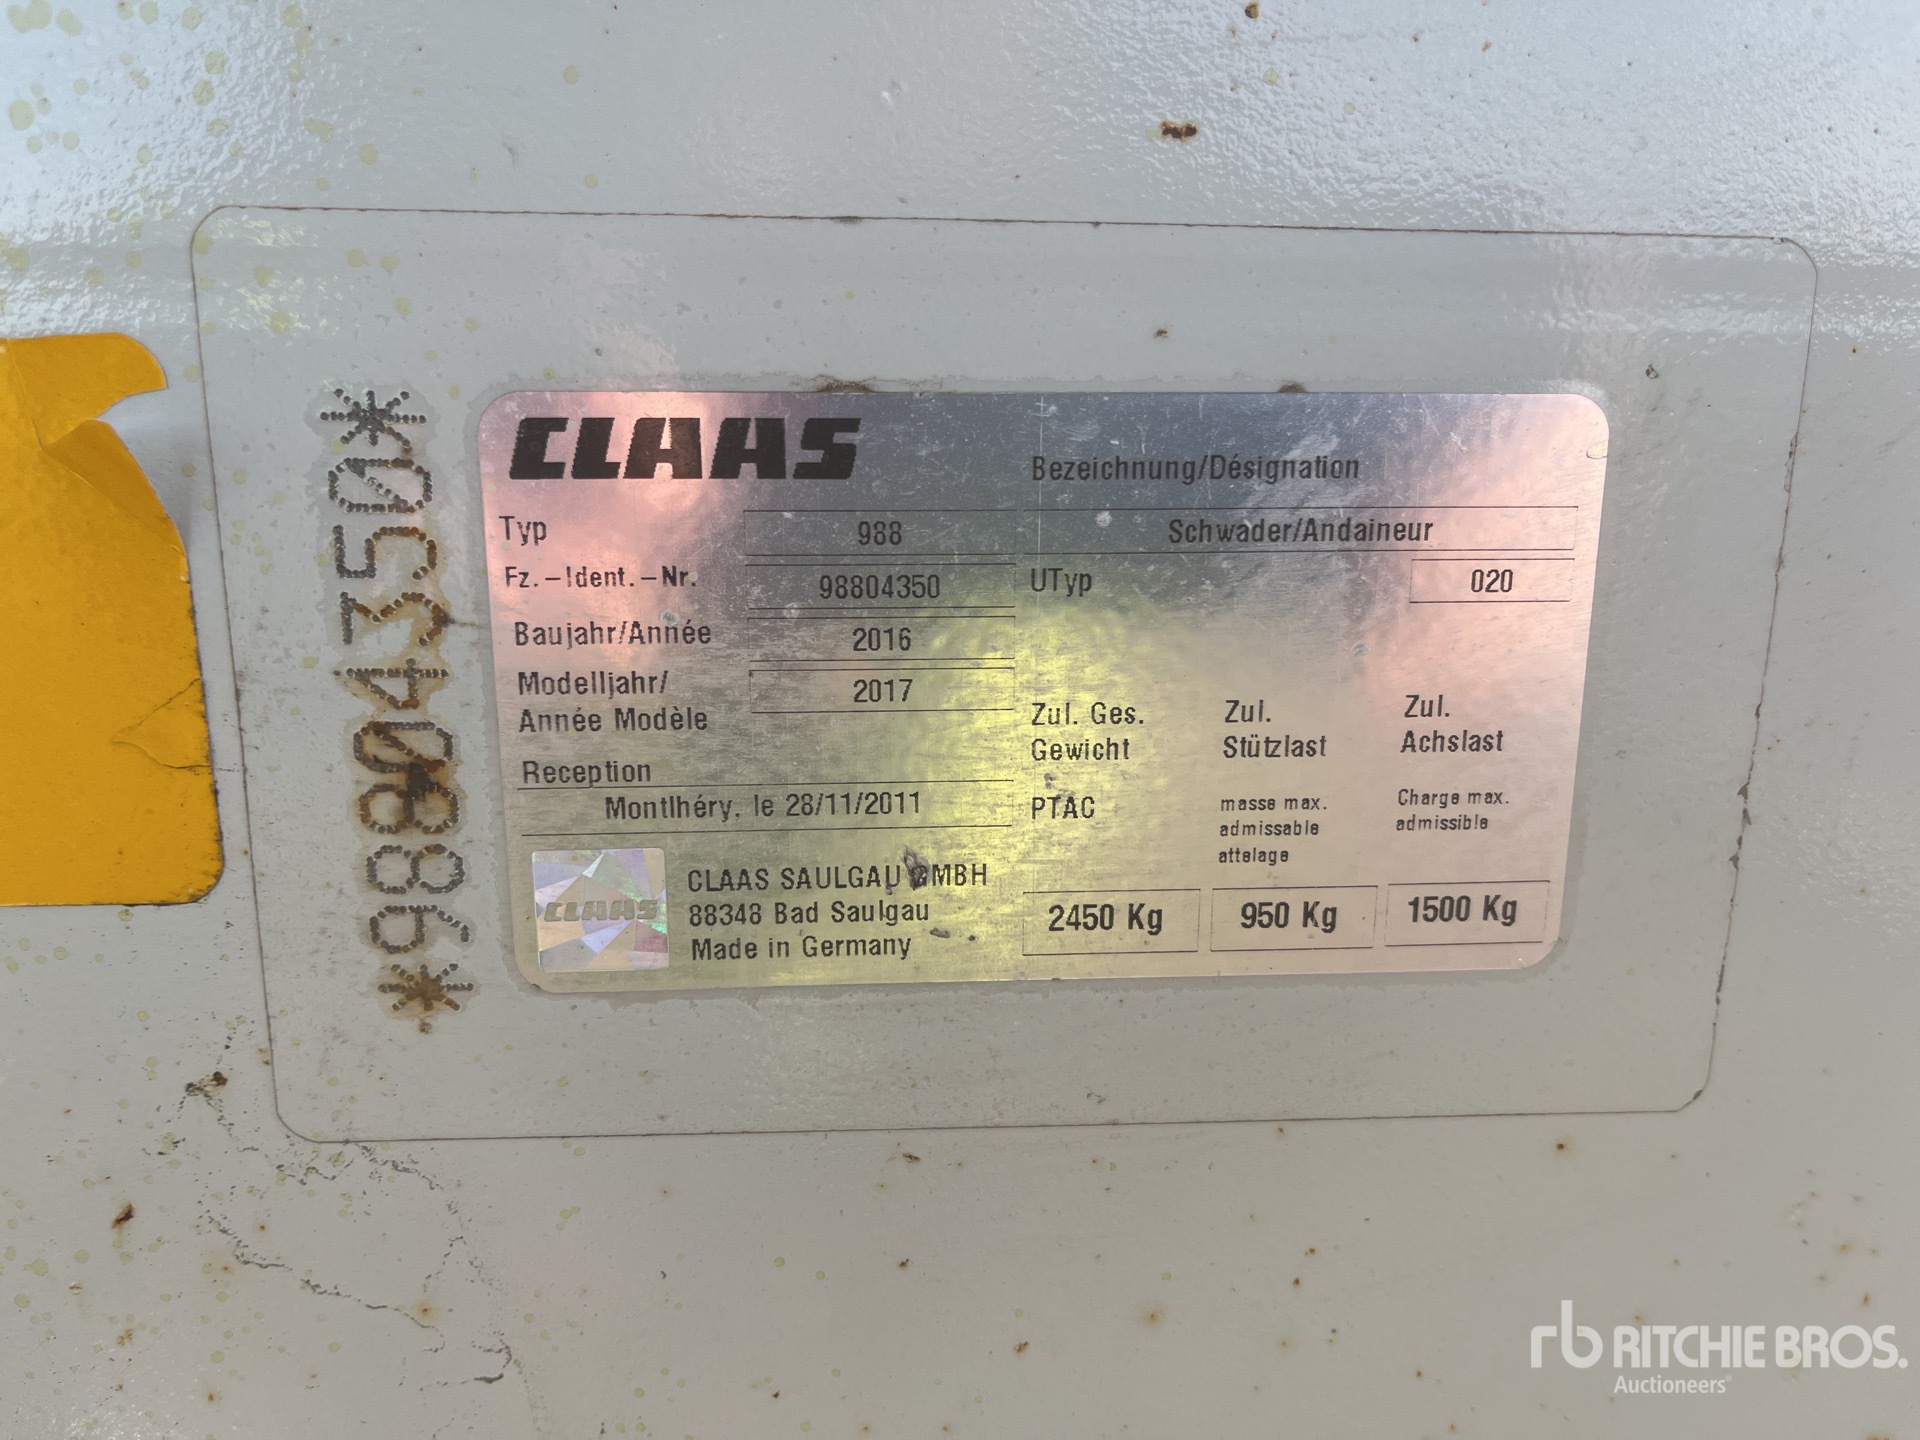 *98804350*
CLAAS
Bezeichnung/Désignation
Typ 988 Schwader/Andaineur
Fz.-Ident.-Nr. 98804350 UTyp 020
Baujahr/Année 2016
Modelljahr/
Année Modèle 2017
Reception
Montlhéry, le 28/11/2011
CLAAS
CLAAS SAULGAU GMBH
88348 Bad Saulgau
Made in Germany
Zul. Ges.
Gewicht
PTAC
2450 Kg
Zul.
Stützlast
masse max.
admissable
attelage
950 Kg
Zul.
Achslast
Charge max.
admissible
1500 Kg
rb RITCHIE BROS.
Auctioneers